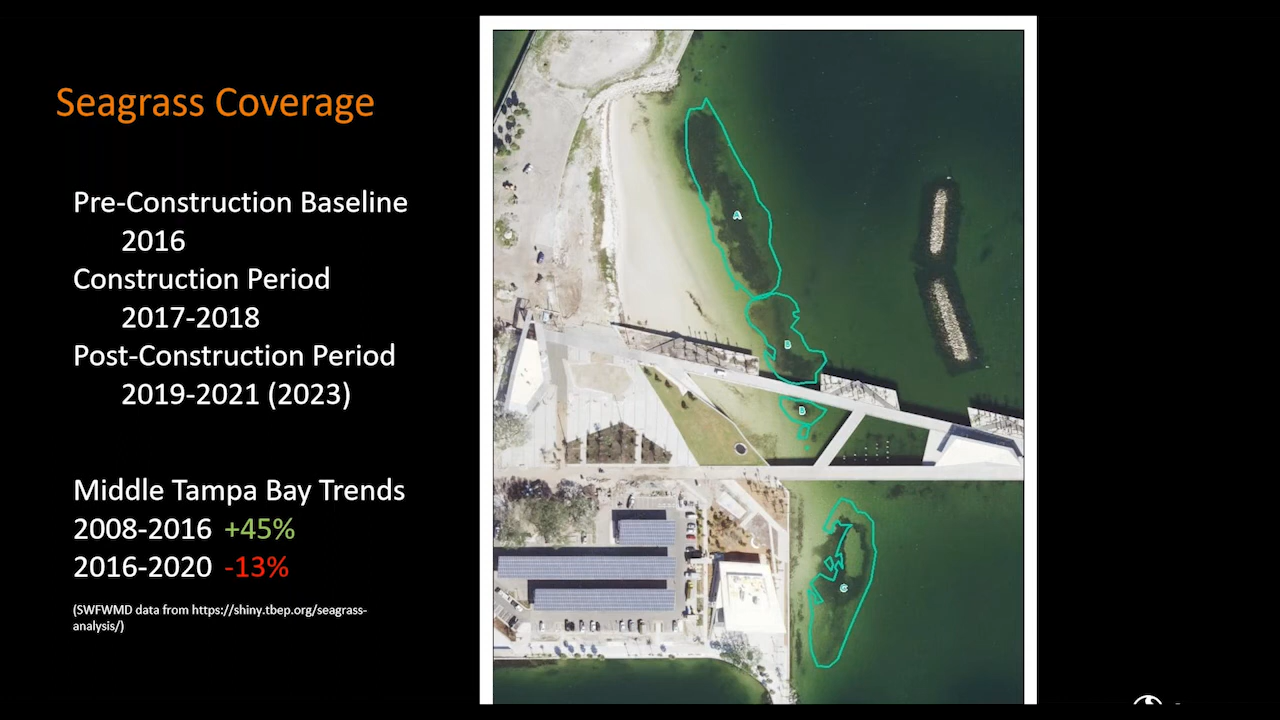 Seagrass Coverage
Pre-Construction Baseline
2016
Construction Period
2017-2018
Post-Construction Period
2019-2021 (2023)
Middle Tampa Bay Trends
2008-2016 +45%
2016-2020 -13%
(SWFWMD data from https://shiny.tbep.org/seagrass-
analysis/)
A
B
B
C